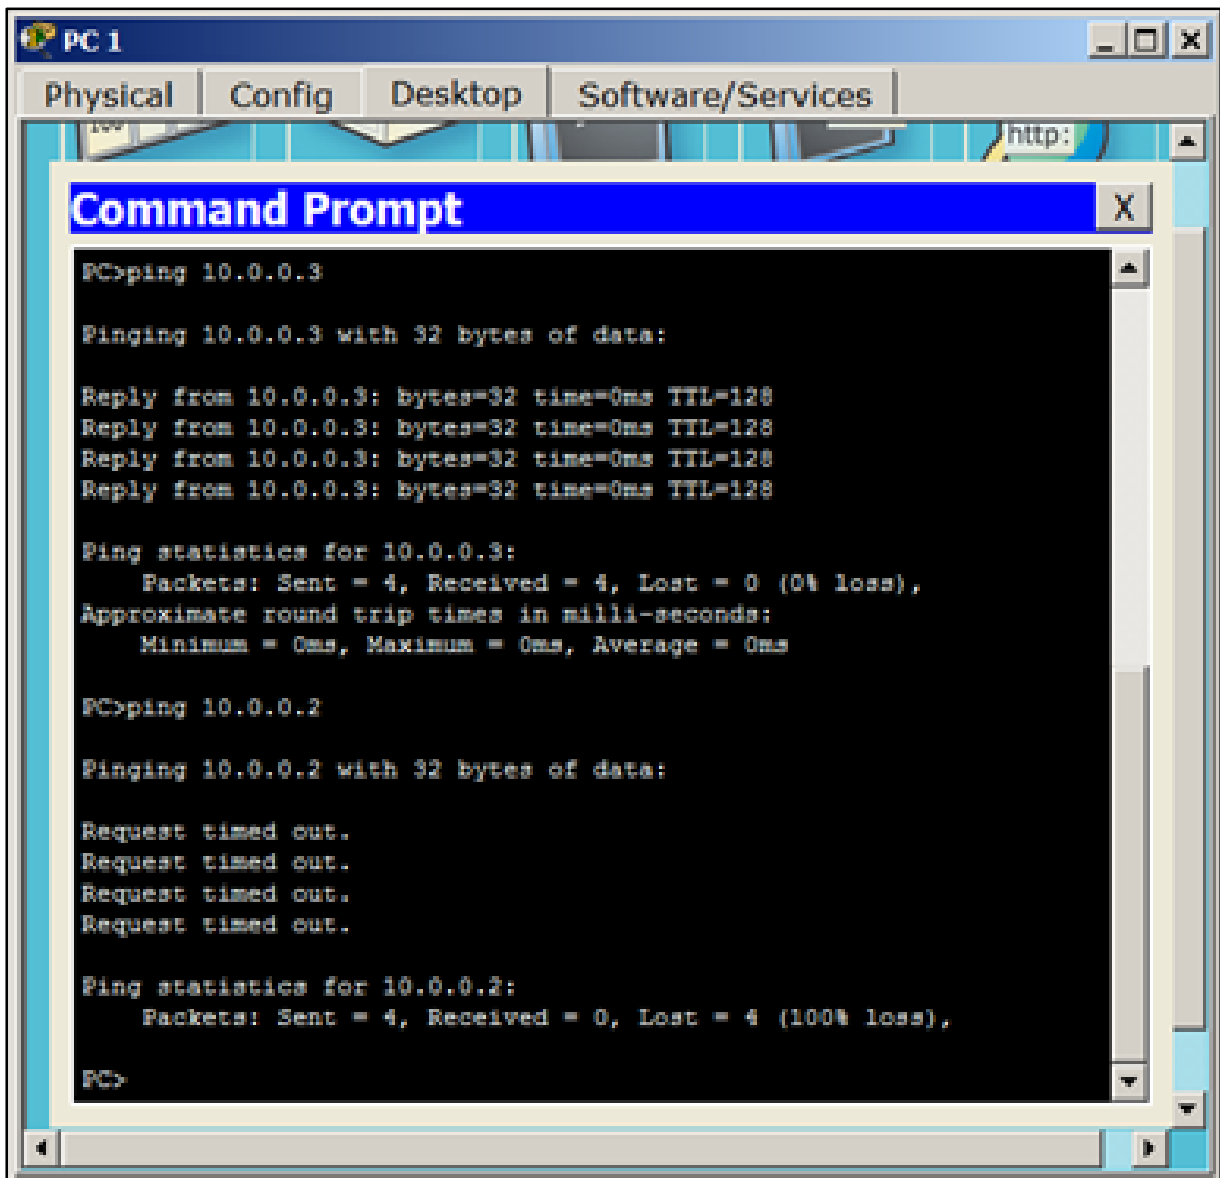 PC 1
Physical Config Desktop Software/Services
http:
Command Prompt X
PC>ping 10.0.0.3
Pinging 10.0.0.3 with 32 bytes of data:
Reply from 10.0.0.3: bytes=32 time=0ms TTL=128
Reply from 10.0.0.3: bytes=32 time=0ms TTL=128
Reply from 10.0.0.3: bytes=32 time=0ms TTL=128
Reply from 10.0.0.3: bytes=32 time=0ms TTL=128
Ping statistics for 10.0.0.3:
Packets: Sent = 4, Received = 4, Lost = 0 (0% loss),
Approximate round trip times in milli-seconds:
Minimum = 0ms, Maximum = 0ms, Average = 0ms
PC>ping 10.0.0.2
Pinging 10.0.0.2 with 32 bytes of data:
Request timed out.
Request timed out.
Request timed out.
Request timed out.
Ping statistics for 10.0.0.2:
Packets: Sent = 4, Received = 0, Lost = 4 (100% loss),
PC>